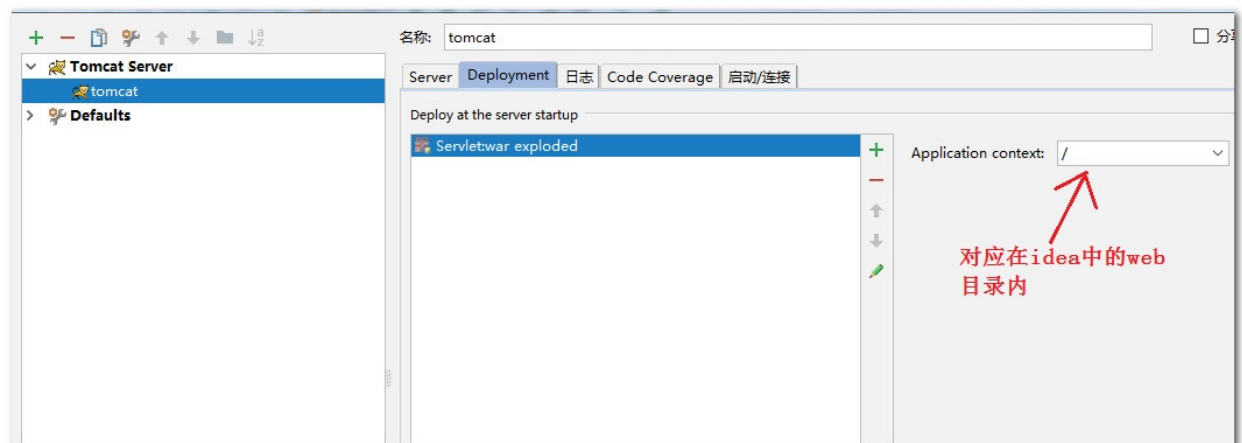 名称: tomcat
Tomcat Server
Server Deployment 日志 Code Coverage 启动/连接
tomcat
Defaults
Deploy at the server startup
Servlet:war exploded
Application context: /
对应在idea中的web
目录内